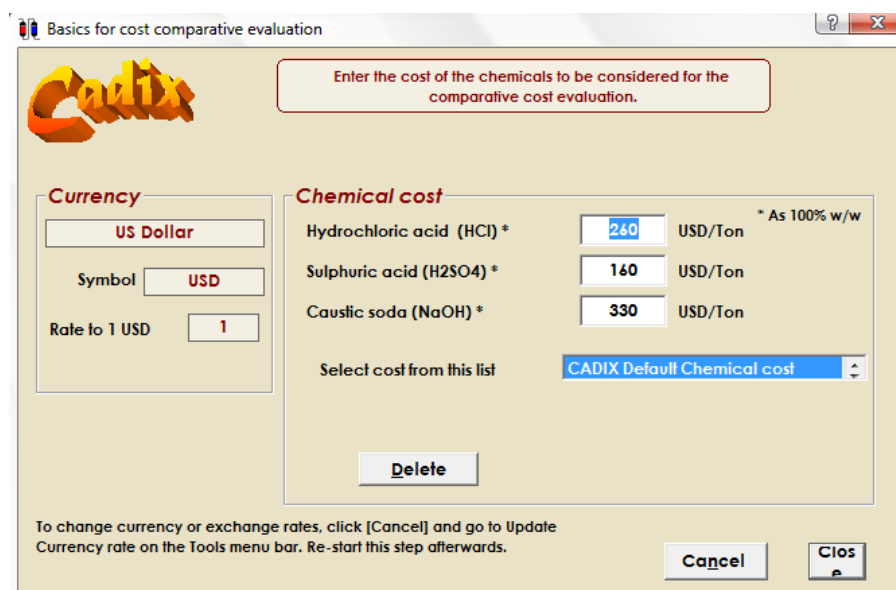 Basics for cost comparative evaluation
Cadix
Enter the cost of the chemicals to be considered for the
comparative cost evaluation.
Currency
US Dollar
Symbol USD
Rate to 1 USD 1
Chemical cost
* As 100% w/w
Hydrochloric acid (HCl) * 260 USD/Ton
Sulphuric acid (H2SO4) * 160 USD/Ton
Caustic soda (NaOH) * 330 USD/Ton
Select cost from this list CADIX Default Chemical cost
Delete
To change currency or exchange rates, click [Cancel] and go to Update
Currency rate on the Tools menu bar. Re-start this step afterwards.
Cancel
Clos
e